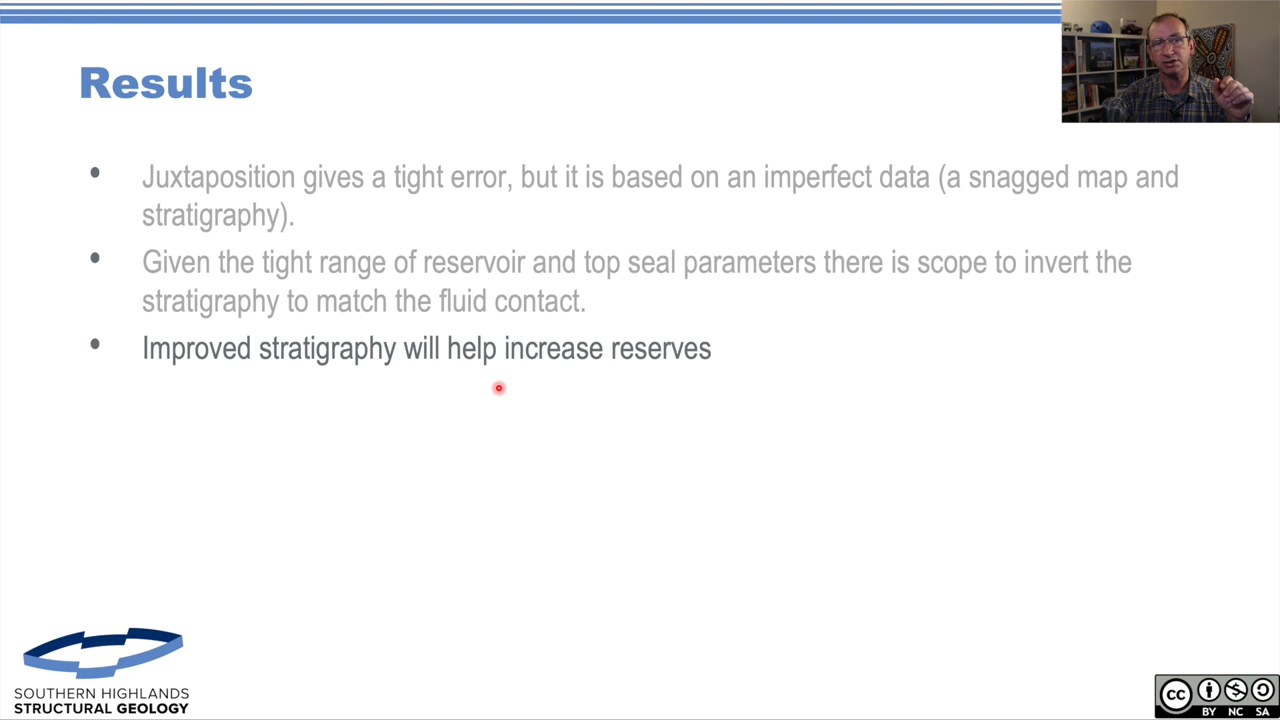 Results
• Juxtaposition gives a tight error, but it is based on an imperfect data (a snagged map and
stratigraphy).
• Given the tight range of reservoir and top seal parameters there is scope to invert the
stratigraphy to match the fluid contact.
• Improved stratigraphy will help increase reserves
SOUTHERN HIGHLANDS
STRUCTURAL GEOLOGY
cc
BY NC SA